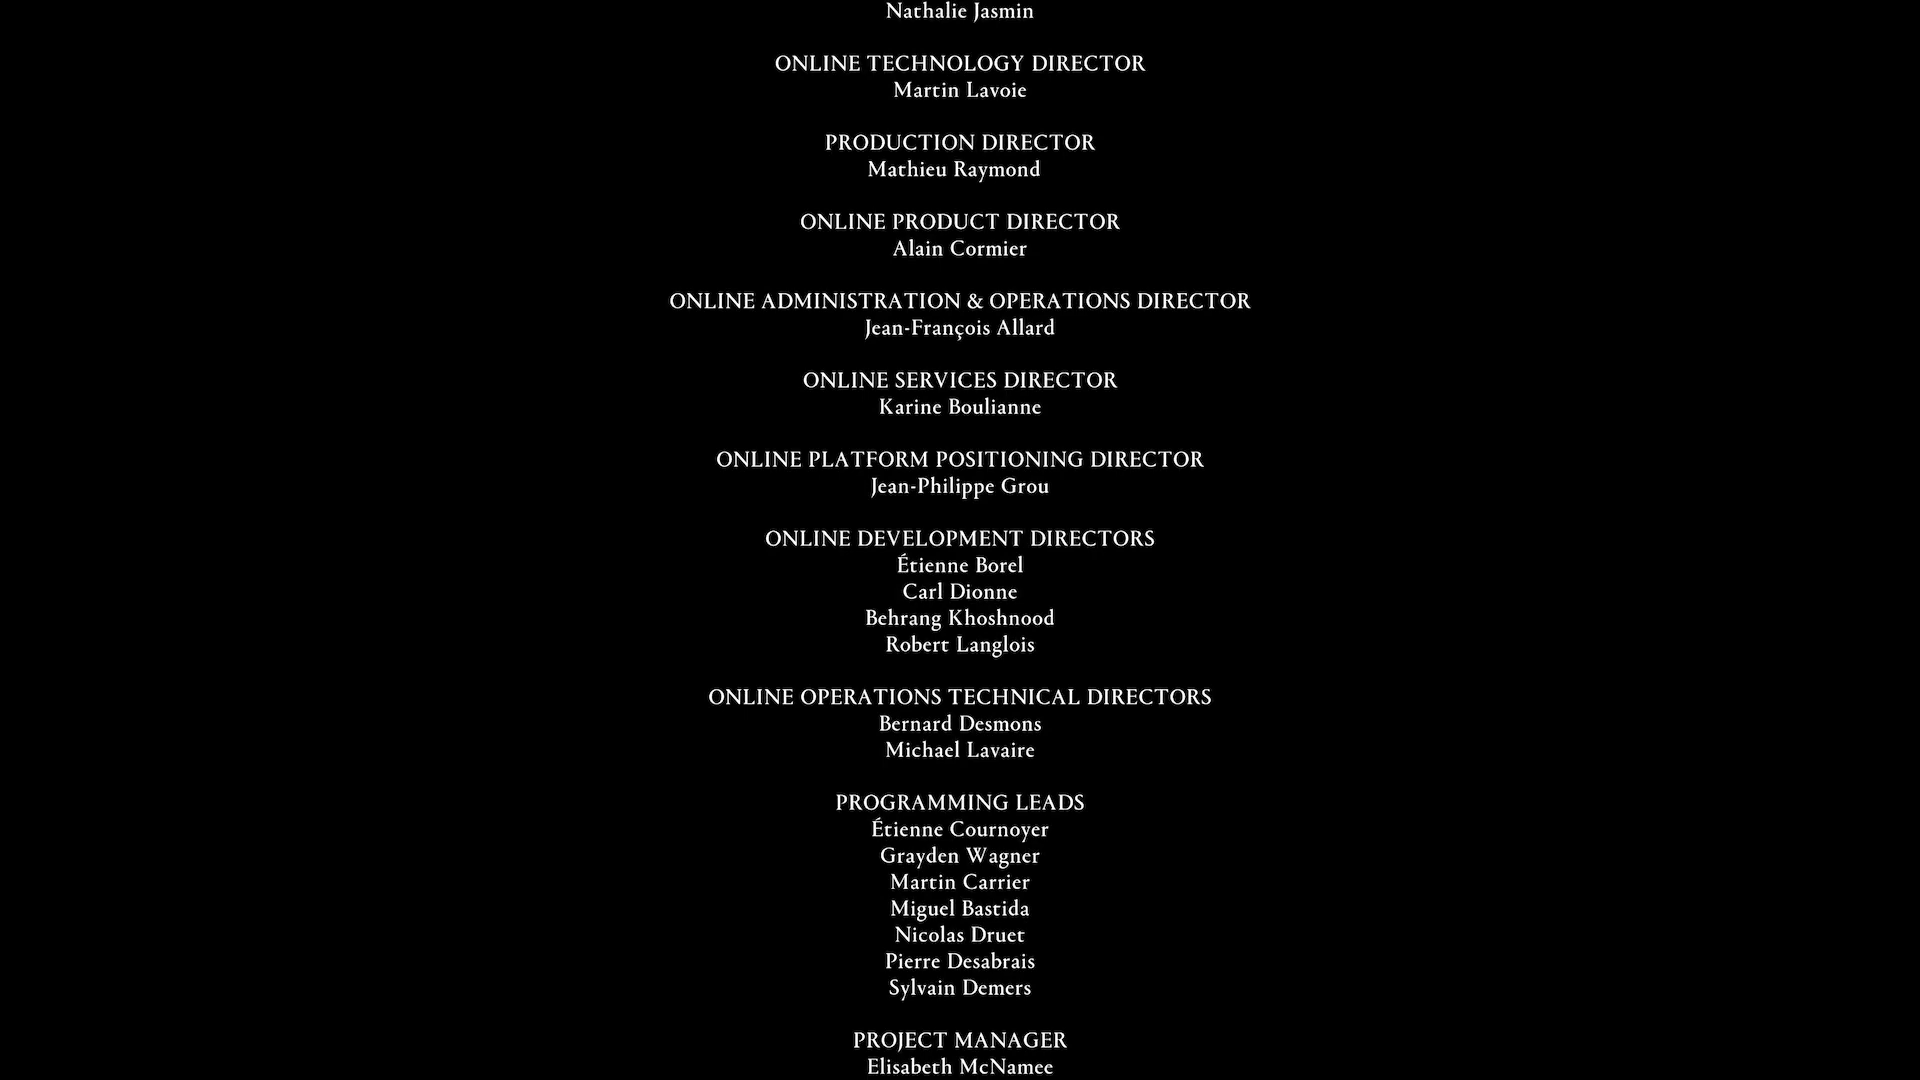 Nathalie Jasmin
ONLINE TECHNOLOGY DIRECTOR
Martin Lavoie
PRODUCTION DIRECTOR
Mathieu Raymond
ONLINE PRODUCT DIRECTOR
Alain Cormier
ONLINE ADMINISTRATION & OPERATIONS DIRECTOR
Jean-François Allard
ONLINE SERVICES DIRECTOR
Karine Boulianne
ONLINE PLATFORM POSITIONING DIRECTOR
Jean-Philippe Grou
ONLINE DEVELOPMENT DIRECTORS
Étienne Borel
Carl Dionne
Behrang Khoshnood
Robert Langlois
ONLINE OPERATIONS TECHNICAL DIRECTORS
Bernard Desmons
Michael Lavaire
PROGRAMMING LEADS
Étienne Cournoyer
Grayden Wagner
Martin Carrier
Miguel Bastida
Nicolas Druet
Pierre Desabrais
Sylvain Demers
PROJECT MANAGER
Elisabeth McNamee